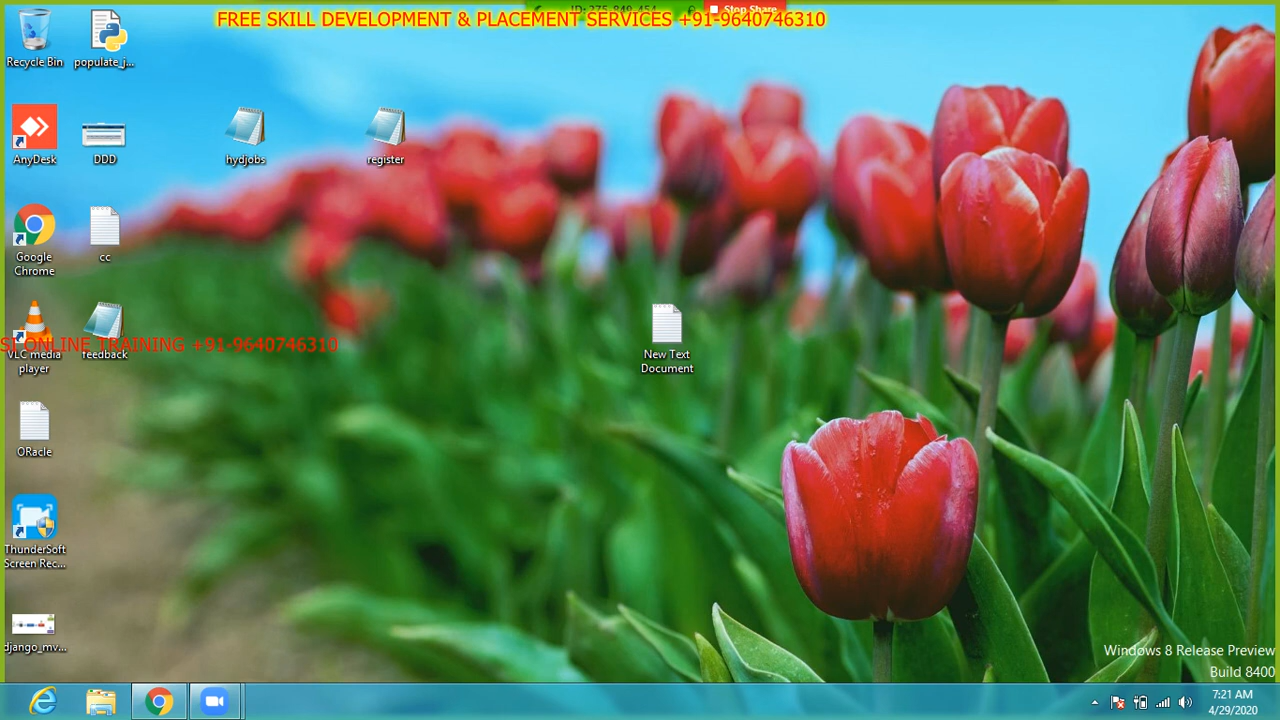 FREE SKILL DEVELOPMENT & PLACEMENT SERVICES +91-9640746310
Stop Share
Recycle Bin
populate_j...
AnyDesk
DDD
hydjobs
register
Google
Chrome
cc
SI ONLINE TRAINING +91-9640746310
VLC media
player
feedback
New Text
Document
ORacle
ThunderSoft
Screen Rec...
django_mv...
Windows 8 Release Preview
Build 8400
7:21 AM
4/29/2020